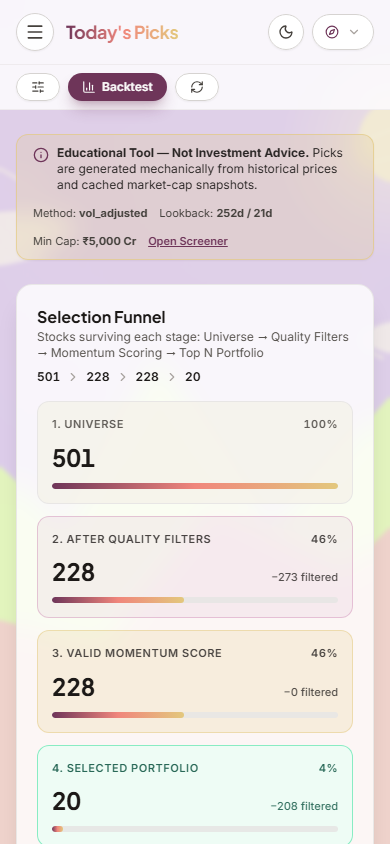 Today's Picks
Backtest
Educational Tool — Not Investment Advice. Picks
are generated mechanically from historical prices
and cached market-cap snapshots.
Method: vol_adjusted Lookback: 252d / 21d
Min Cap: ₹5,000 Cr Open Screener
Selection Funnel
Stocks surviving each stage: Universe → Quality Filters
→ Momentum Scoring → Top N Portfolio
501 > 228 > 228 > 20
1. UNIVERSE 100%
501
2. AFTER QUALITY FILTERS 46%
228 −273 filtered
3. VALID MOMENTUM SCORE 46%
228 −0 filtered
4. SELECTED PORTFOLIO 4%
20 −208 filtered